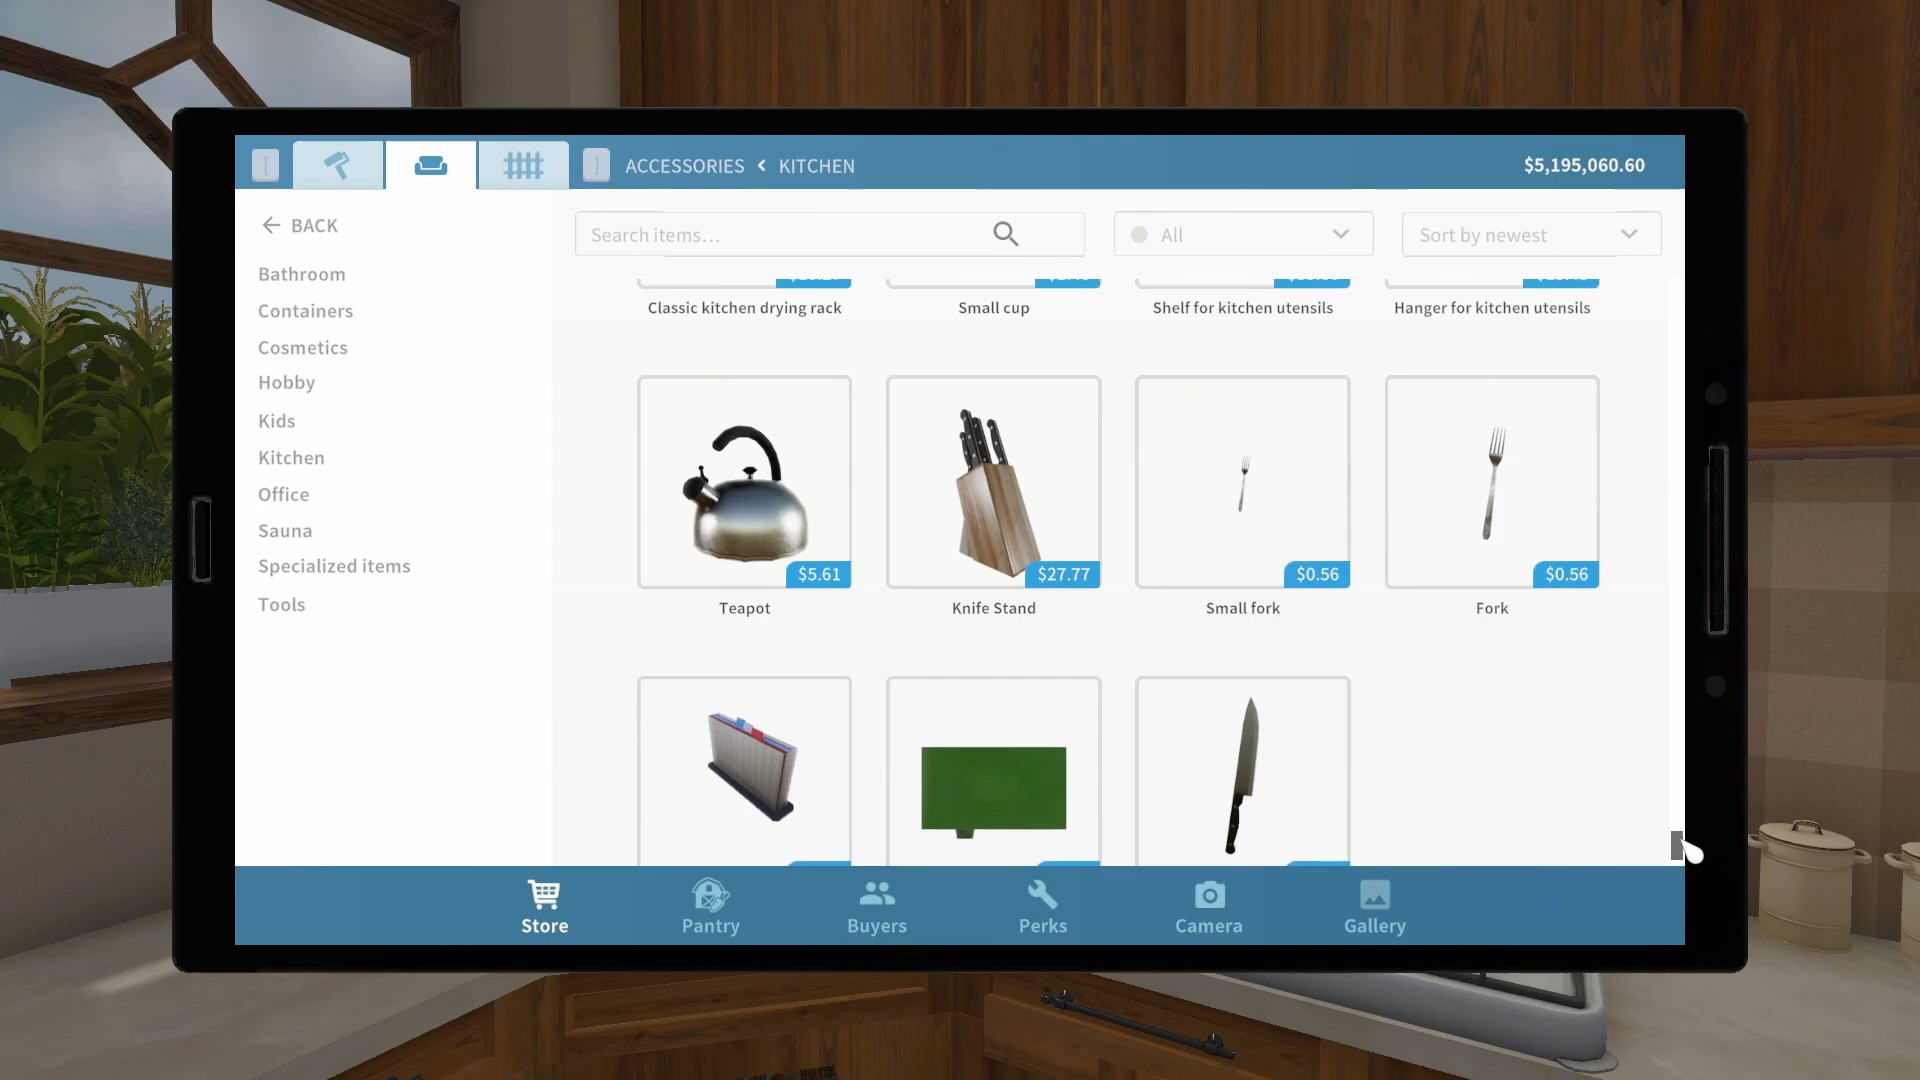 [
]
ACCESSORIES < KITCHEN
$5,195,060.60
BACK
Search items...
All
Sort by newest
Bathroom
Containers
Cosmetics
Hobby
Kids
Kitchen
Office
Sauna
Specialized items
Tools
Classic kitchen drying rack
Small cup
Shelf for kitchen utensils
Hanger for kitchen utensils
$5.61
$27.77
$0.56
$0.56
Teapot
Knife Stand
Small fork
Fork
Store
Pantry
Buyers
Perks
Camera
Gallery